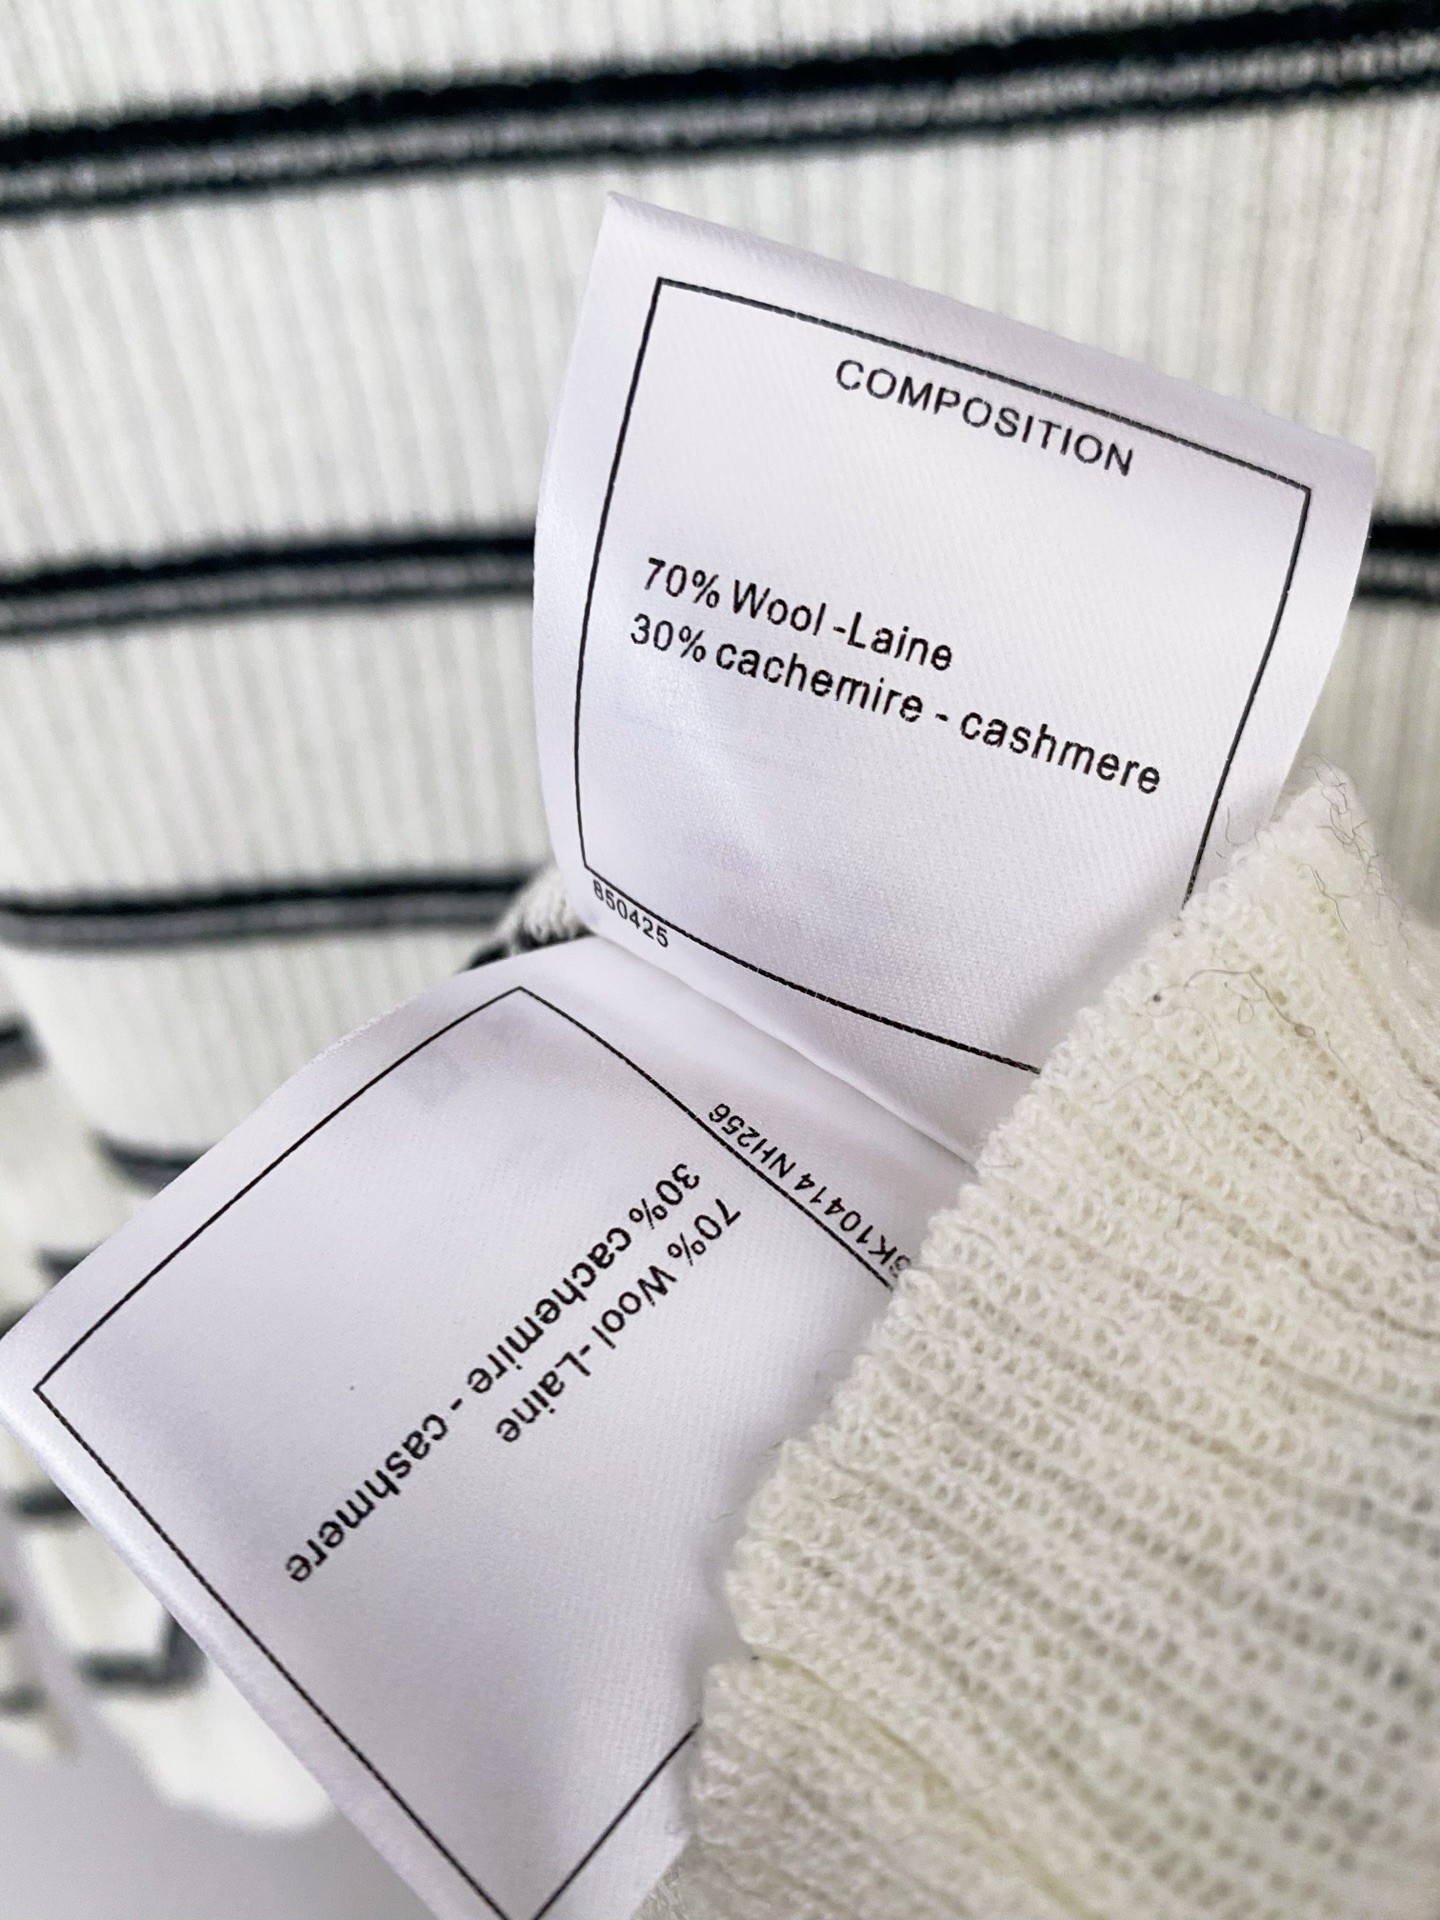 COMPOSITION
70% Wool -Laine
30% cachemire - cashmere
850425
K10414 NH256
70% Wool -Laine
30% cachemire - cashmere